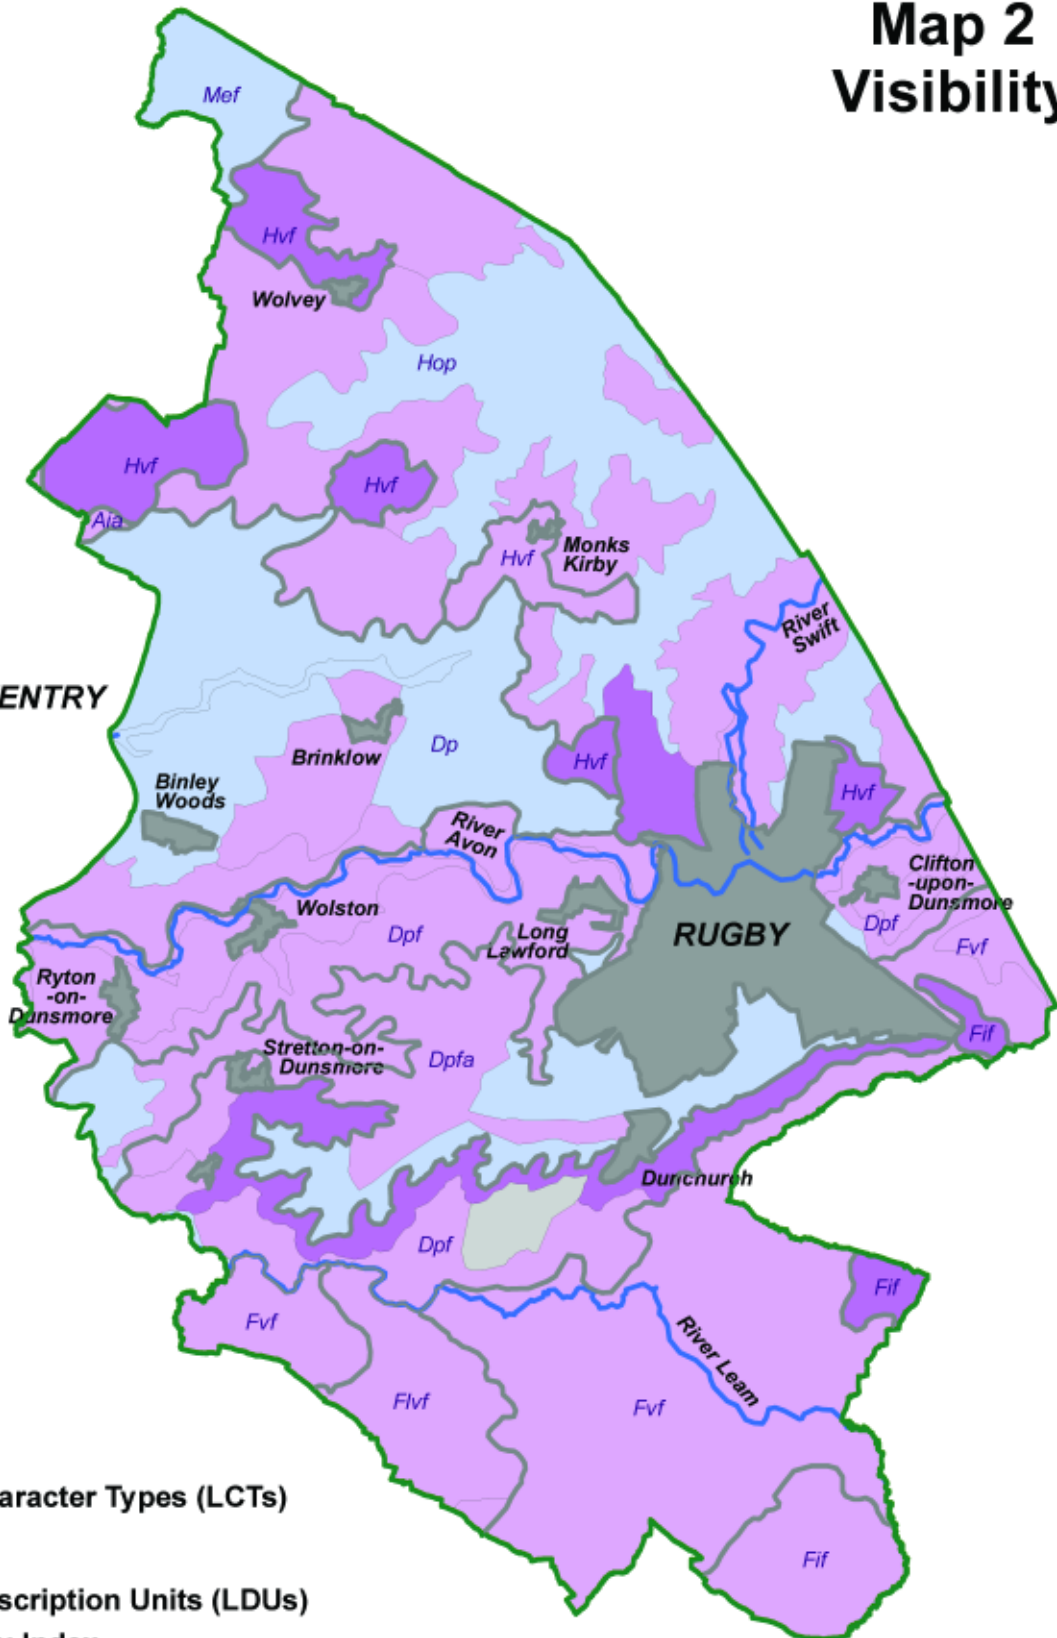 Map 2
Visibility
Mef
Hvf
Wolvey
Hop
Hvf
Hvf
Aia
Hvf
Monks
Kirby
River
Swift
ENTRY
Brinklow
Dp
Hvf
Binley
Woods
Hvf
River
Avon
Clifton
-upon-
Dunsmore
Wolston
Dpf
Long
Lawford
RUGBY
Dpf
Fvf
Ryton
-on-
Dunsmore
Fif
Stretton-on-
Dunsmore
Dpfa
Dunchurch
Dpf
Fif
Fvf
River Leam
Flvf
Fvf
aracter Types (LCTs)
Fif
scription Units (LDUs)